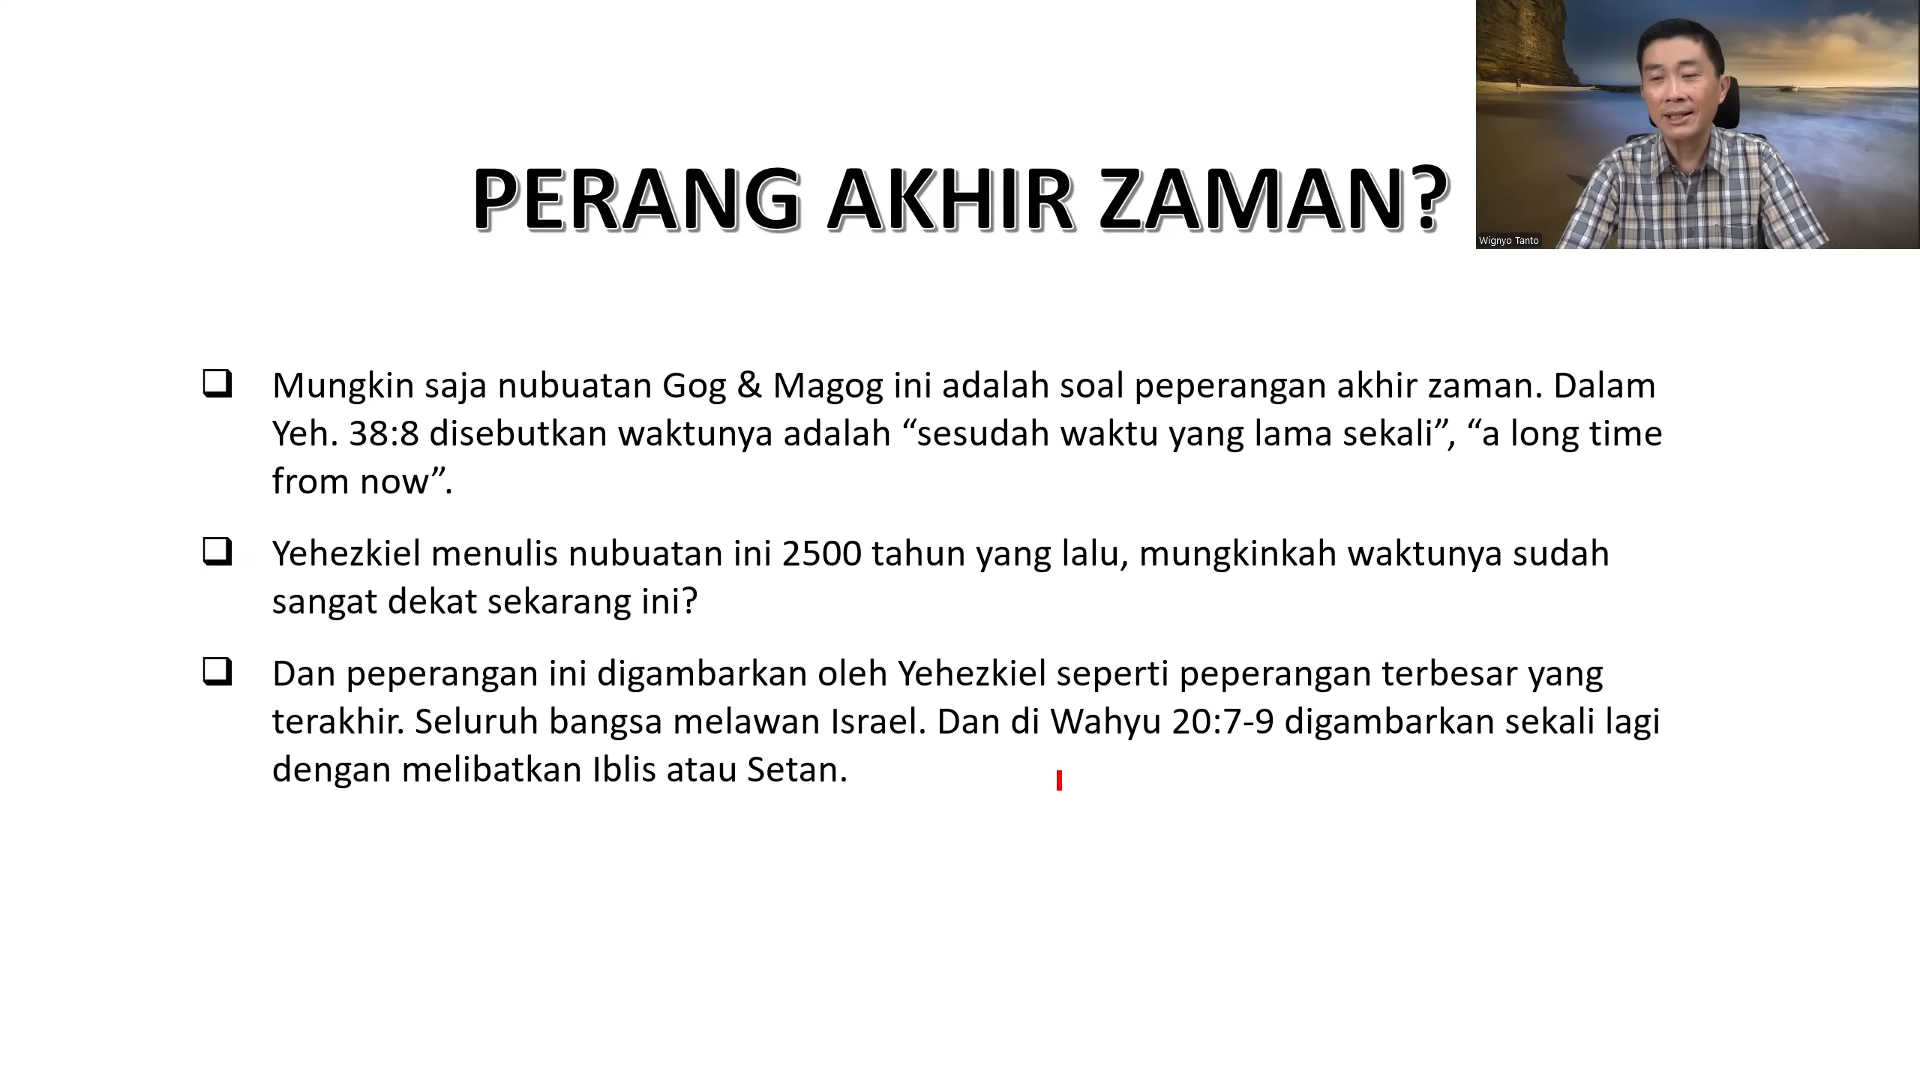 PERANG AKHIR ZAMAN?
Wignyo Tanto
Mungkin saja nubuatan Gog & Magog ini adalah soal peperangan akhir zaman. Dalam
Yeh. 38:8 disebutkan waktunya adalah “sesudah waktu yang lama sekali”, “a long time
from now”.
Yehezkiel menulis nubuatan ini 2500 tahun yang lalu, mungkinkah waktunya sudah
sangat dekat sekarang ini?
Dan peperangan ini digambarkan oleh Yehezkiel seperti peperangan terbesar yang
terakhir. Seluruh bangsa melawan Israel. Dan di Wahyu 20:7-9 digambarkan sekali lagi
dengan melibatkan Iblis atau Setan.